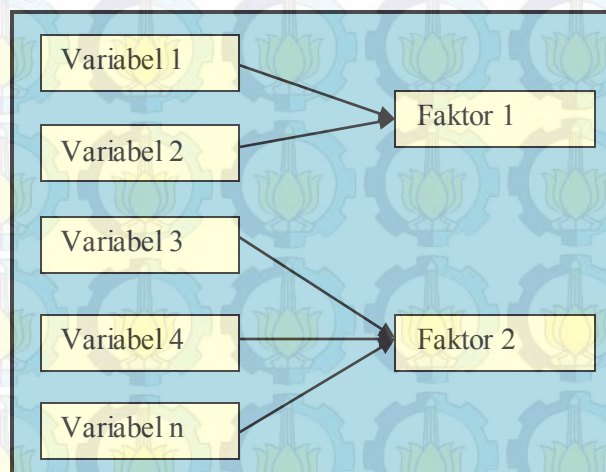 Variabel 1
Faktor 1
Variabel 2
Variabel 3
Variabel 4
Faktor 2
Variabel n